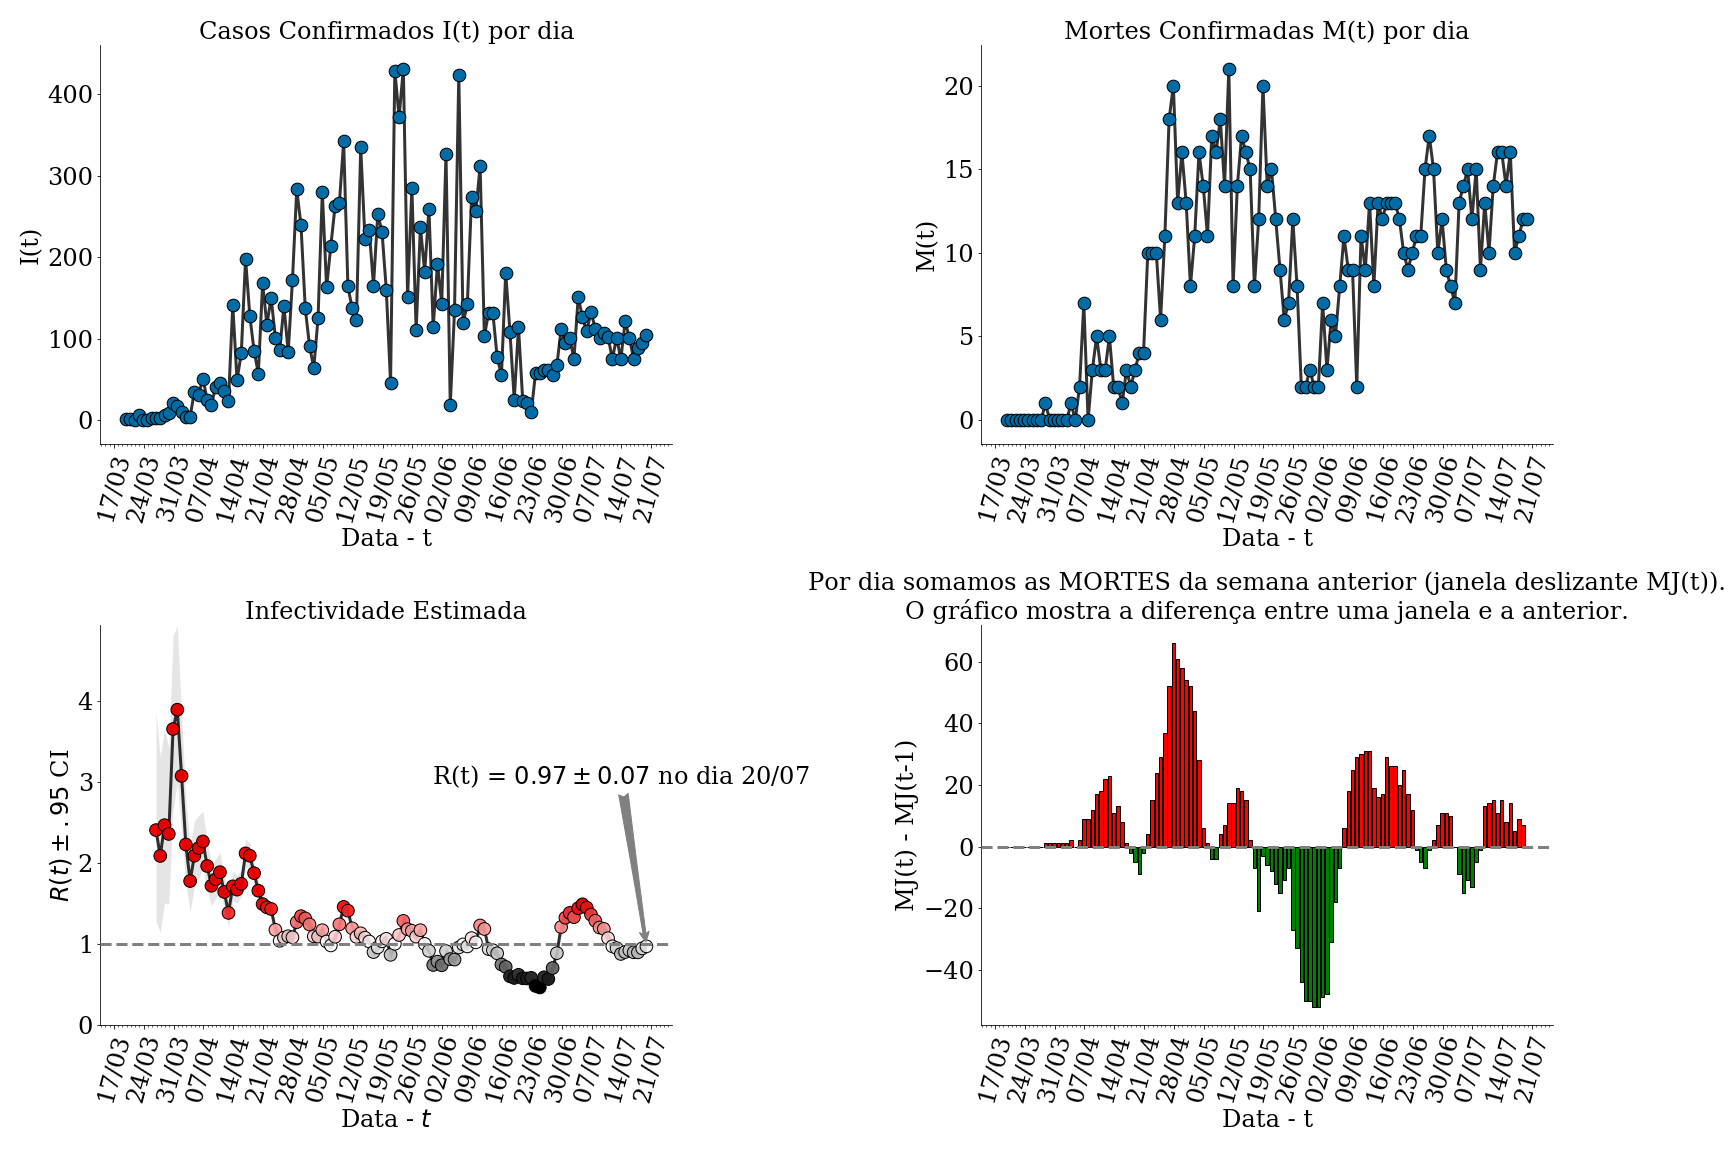 Casos Confirmados I(t) por dia
I(t)
400
300
200
100
0
17/03 24/03 31/03 07/04 14/04 21/04 28/04 05/05 12/05 19/05 26/05 02/06 09/06 16/06 23/06 30/06 07/07 14/07 21/07
Data - t
Mortes Confirmadas M(t) por dia
M(t)
20
15
10
5
0
17/03 24/03 31/03 07/04 14/04 21/04 28/04 05/05 12/05 19/05 26/05 02/06 09/06 16/06 23/06 30/06 07/07 14/07 21/07
Data - t
Infectividade Estimada
R(t) ± .95 CI
4
3
2
1
0
R(t) = 0.97 ± 0.07 no dia 20/07
17/03 24/03 31/03 07/04 14/04 21/04 28/04 05/05 12/05 19/05 26/05 02/06 09/06 16/06 23/06 30/06 07/07 14/07 21/07
Data - t
Por dia somamos as MORTES da semana anterior (janela deslizante MJ(t)).
O gráfico mostra a diferença entre uma janela e a anterior.
MJ(t) - MJ(t-1)
60
40
20
0
−20
−40
17/03 24/03 31/03 07/04 14/04 21/04 28/04 05/05 12/05 19/05 26/05 02/06 09/06 16/06 23/06 30/06 07/07 14/07 21/07
Data - t